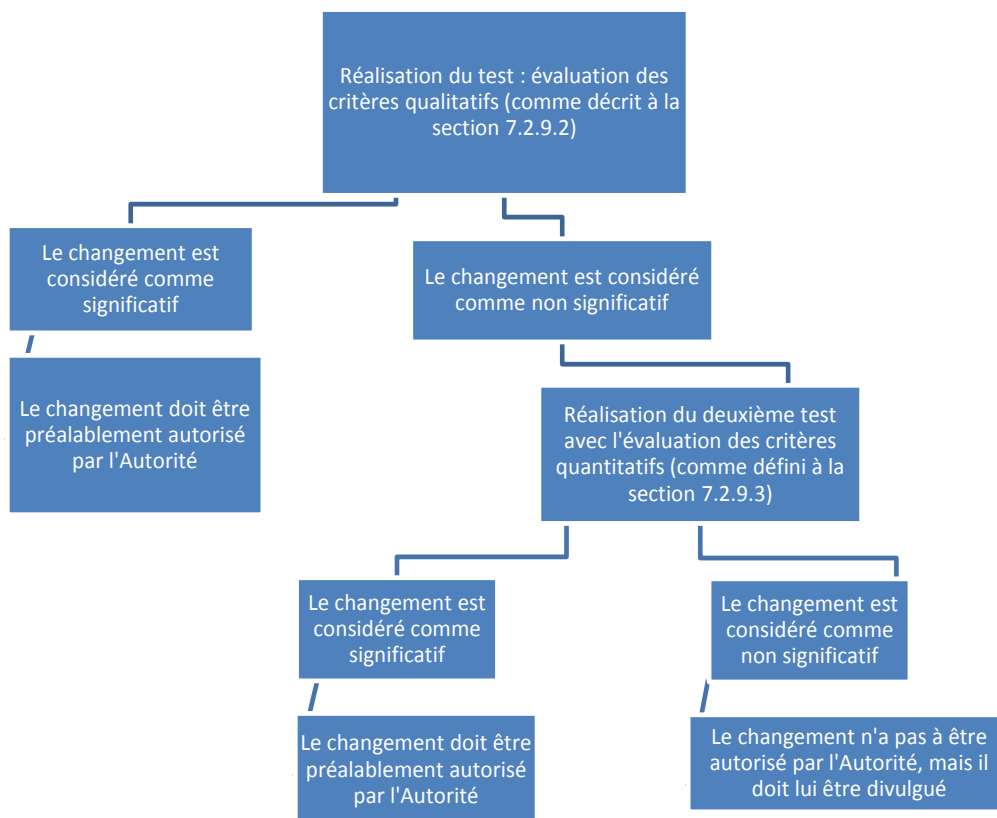 Réalisation du test : évaluation des
critères qualitatifs (comme décrit à la
section 7.2.9.2)
Le changement est
considéré comme
significatif
Le changement est considéré
comme non significatif
Le changement doit être
préalablement autorisé
par l'Autorité
Réalisation du deuxième test
avec l'évaluation des critères
quantitatifs (comme défini à la
section 7.2.9.3)
Le changement est
considéré comme
significatif
Le changement est
considéré comme
non significatif
Le changement doit être
préalablement autorisé
par l'Autorité
Le changement n'a pas à être
autorisé par l'Autorité, mais il
doit lui être divulgué